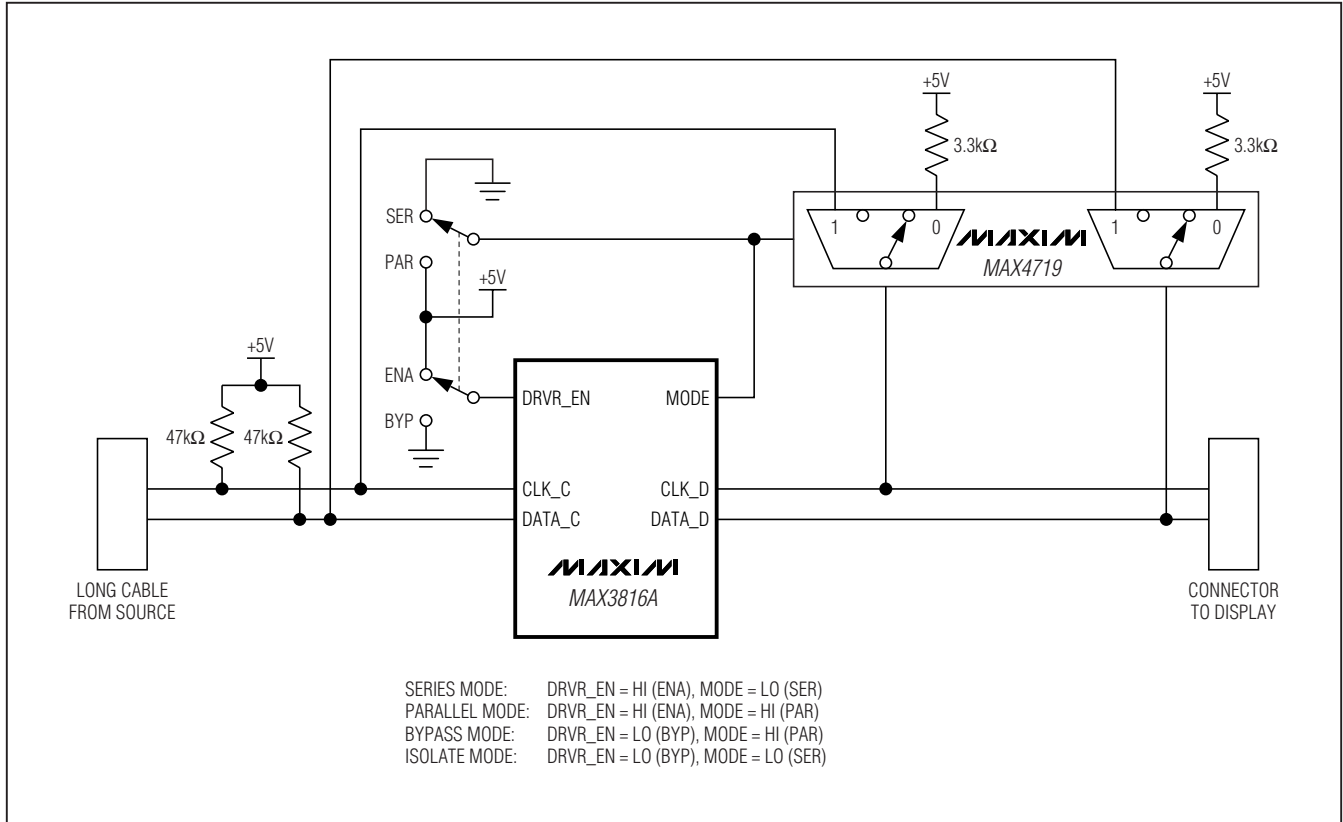 +5V
+5V
3.3kΩ
3.3kΩ
SER
1
0
MAXIM
1
0
PAR
MAX4719
+5V
+5V
ENA
DRVR_EN
MODE
BYP
47kΩ
47kΩ
CLK_C
CLK_D
DATA_C
DATA_D
MAXIM
MAX3816A
LONG CABLE
FROM SOURCE
CONNECTOR
TO DISPLAY
SERIES MODE: DRVR_EN = HI (ENA), MODE = LO (SER)
PARALLEL MODE: DRVR_EN = HI (ENA), MODE = HI (PAR)
BYPASS MODE: DRVR_EN = LO (BYP), MODE = HI (PAR)
ISOLATE MODE: DRVR_EN = LO (BYP), MODE = LO (SER)